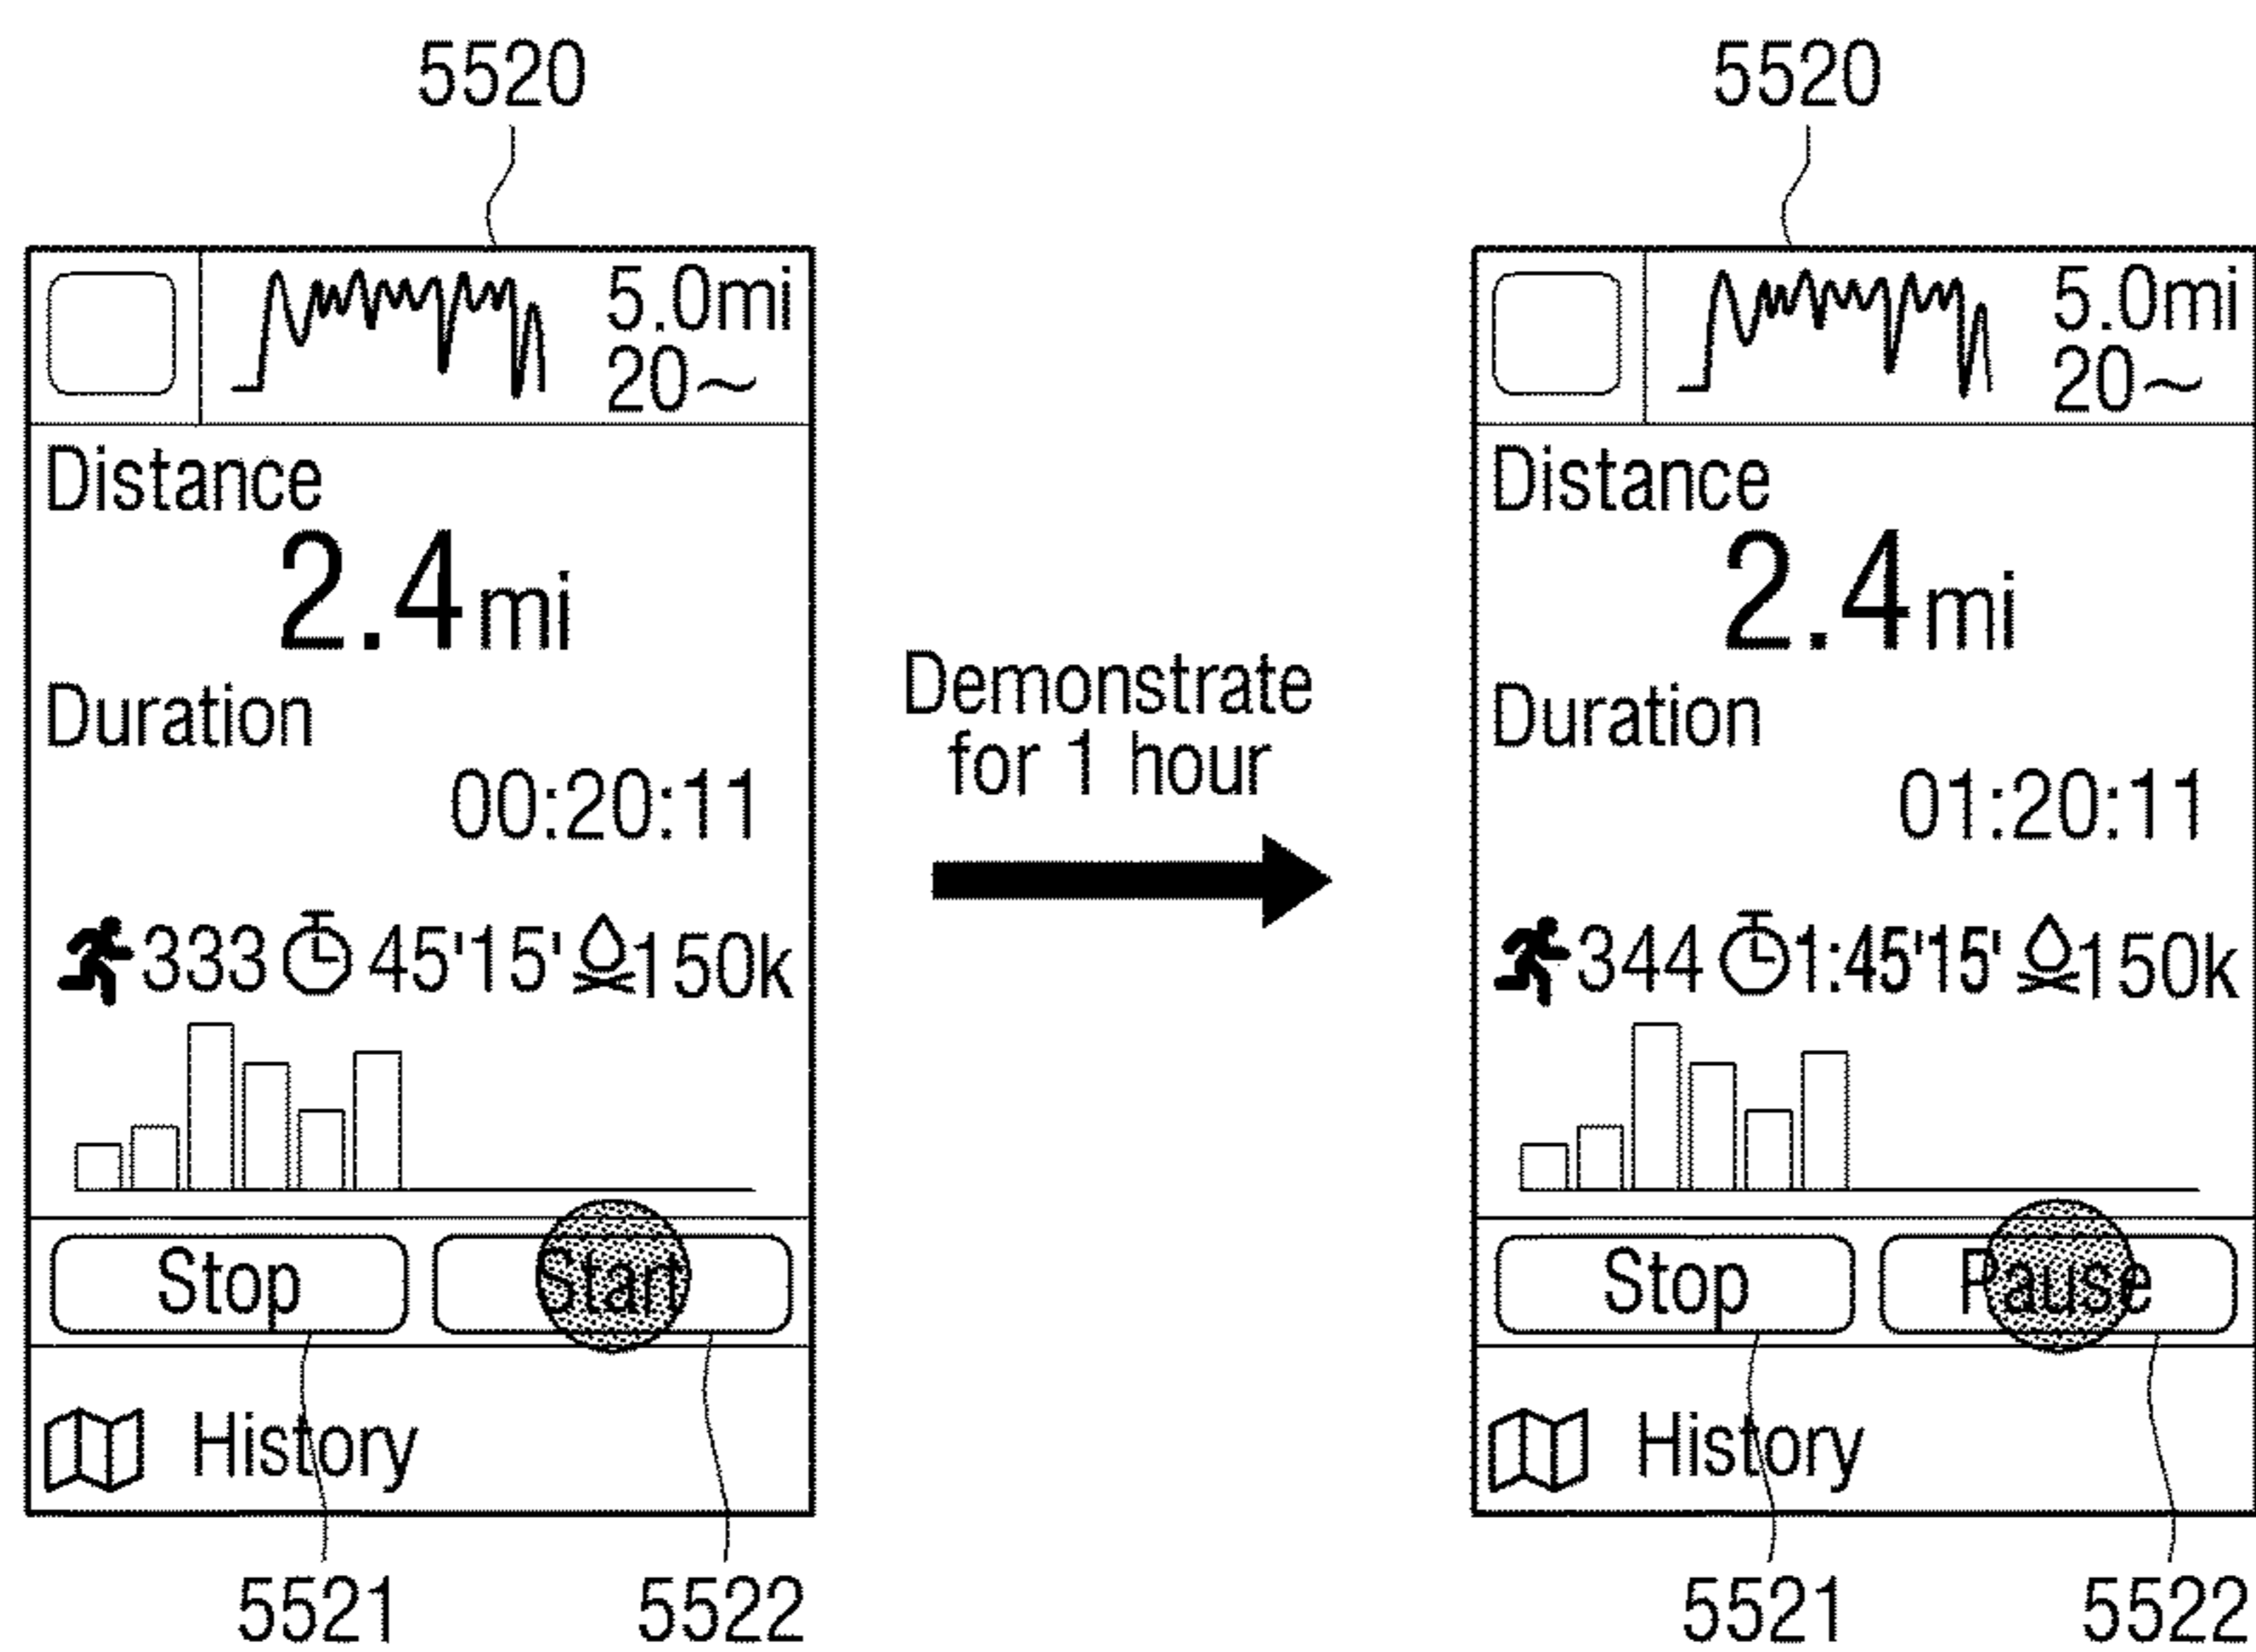 5520
5.0mi
20~
Distance
2.4mi
Duration
00:20:11
333 45'15' 150k
Stop Start
History
5521 5522
Demonstrate
for 1 hour
5520
5.0mi
20~
Distance
2.4mi
Duration
01:20:11
344 1:45'15' 150k
Stop Pause
History
5521 5522